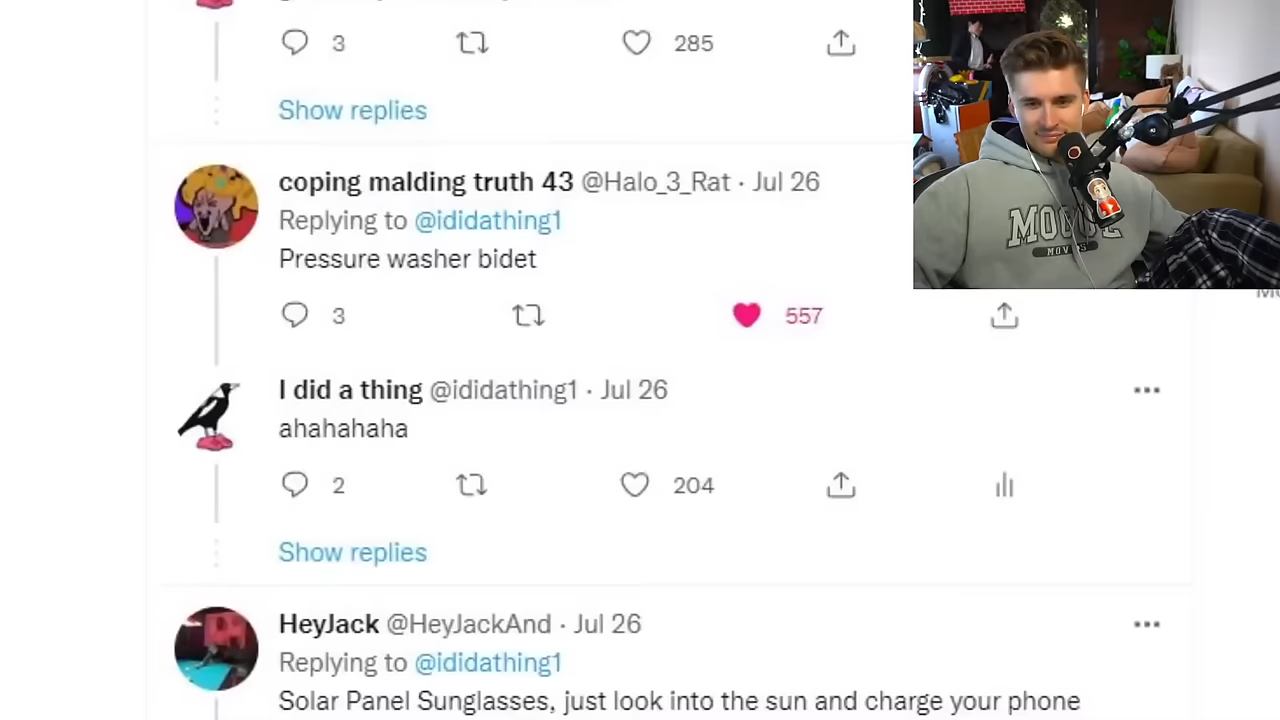 3 285
Show replies
coping malding truth 43 @Halo_3_Rat · Jul 26
Replying to @ididathing1
Pressure washer bidet
3 557
I did a thing @ididathing1 · Jul 26
ahahahaha
2 204
Show replies
HeyJack @HeyJackAnd · Jul 26
Replying to @ididathing1
Solar Panel Sunglasses, just look into the sun and charge your phone
MOVES